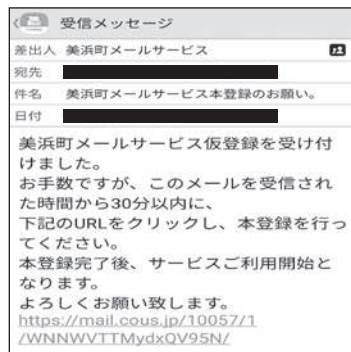 受信メッセージ
差出人 美浜町メールサービス
宛先
件名 美浜町メールサービス本登録のお願い。
日付
美浜町メールサービス仮登録を受け付
けました。
お手数ですが、このメールを受信され
た時間から30分以内に、
下記のURLをクリックし、本登録を行っ
てください。
本登録完了後、サービスご利用開始と
なります。
よろしくお願い致します。
https://mail.cous.jp/10057/1
/WNNWVTTMydxQV95N/